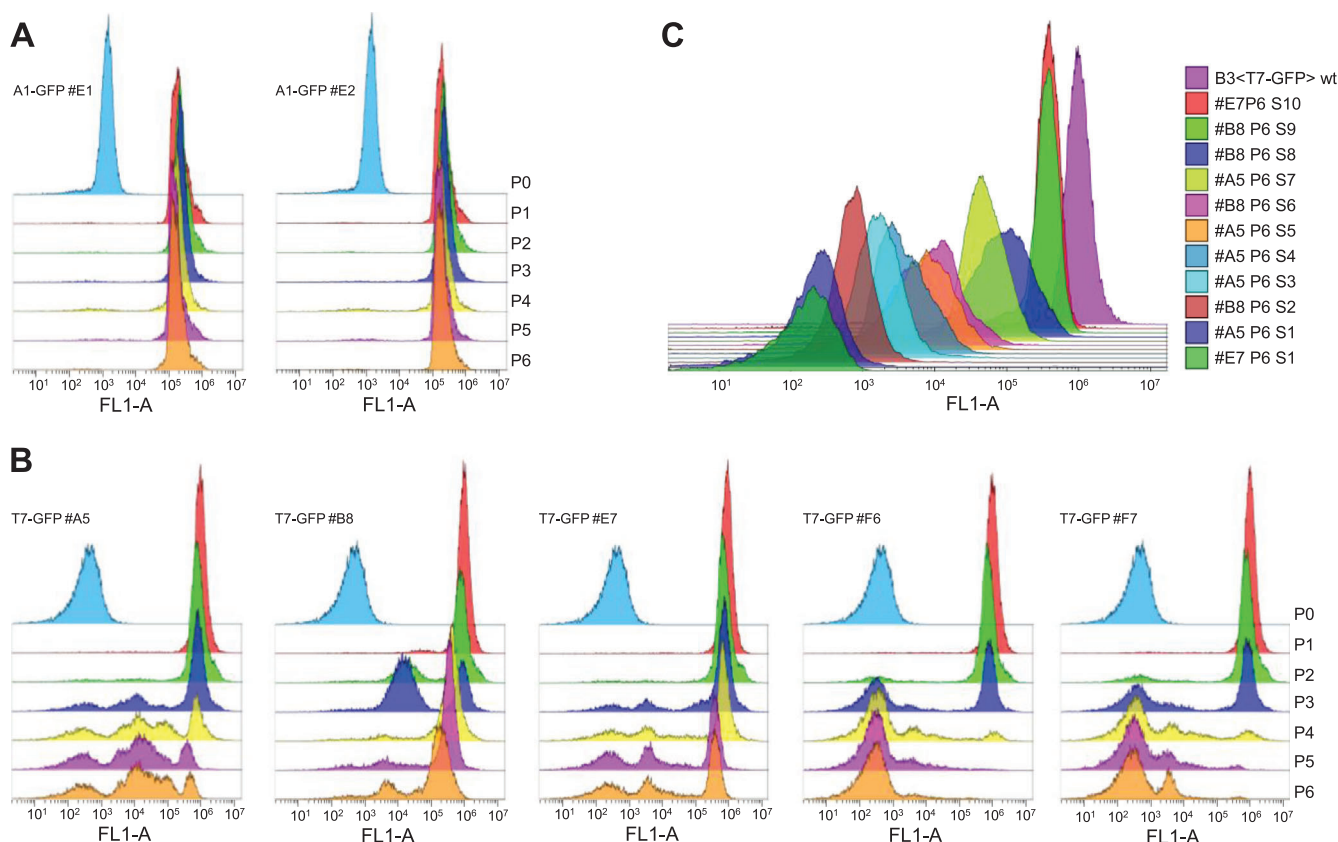 A
A1-GFP #E1
A1-GFP #E2
P0
P1
P2
P3
P4
P5
P6
10¹ 10² 10³ 10⁴ 10⁵ 10⁶ 10⁷
10¹ 10² 10³ 10⁴ 10⁵ 10⁶ 10⁷
FL1-A
FL1-A
C
B3<T7-GFP> wt
#E7P6 S10
#B8 P6 S9
#B8 P6 S8
#A5 P6 S7
#B8 P6 S6
#A5 P6 S5
#A5 P6 S4
#A5 P6 S3
#B8 P6 S2
#A5 P6 S1
#E7 P6 S1
10¹ 10² 10³ 10⁴ 10⁵ 10⁶ 10⁷
FL1-A
B
T7-GFP #A5
T7-GFP #B8
T7-GFP #E7
T7-GFP #F6
T7-GFP #F7
P0
P1
P2
P3
P4
P5
P6
10¹ 10² 10³ 10⁴ 10⁵ 10⁶ 10⁷
10¹ 10² 10³ 10⁴ 10⁵ 10⁶ 10⁷
10¹ 10² 10³ 10⁴ 10⁵ 10⁶ 10⁷
10¹ 10² 10³ 10⁴ 10⁵ 10⁶ 10⁷
10¹ 10² 10³ 10⁴ 10⁵ 10⁶ 10⁷
FL1-A
FL1-A
FL1-A
FL1-A
FL1-A